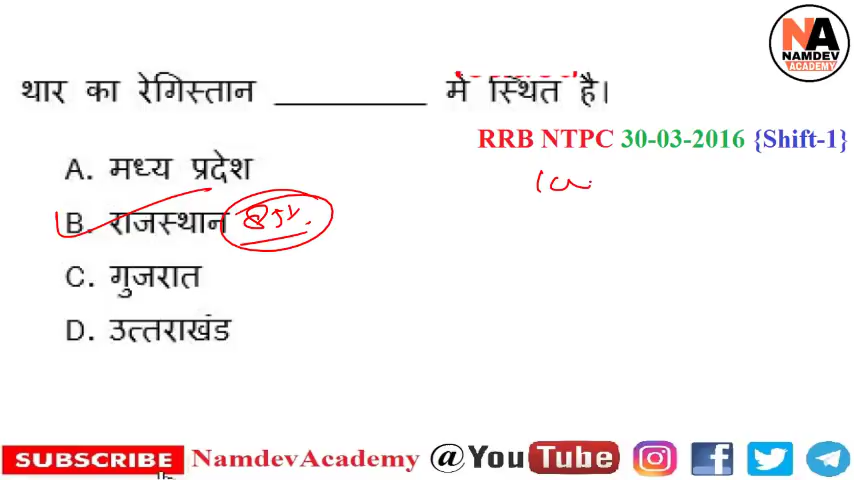 NA
NAMDEV
ACADEMY
थार का रेगिस्तान __________ में स्थित है।
RRB NTPC 30-03-2016 {Shift-1}
A. मध्य प्रदेश
B. राजस्थान
C. गुजरात
D. उत्तराखंड
SUBSCRIBE NamdevAcademy @YouTube